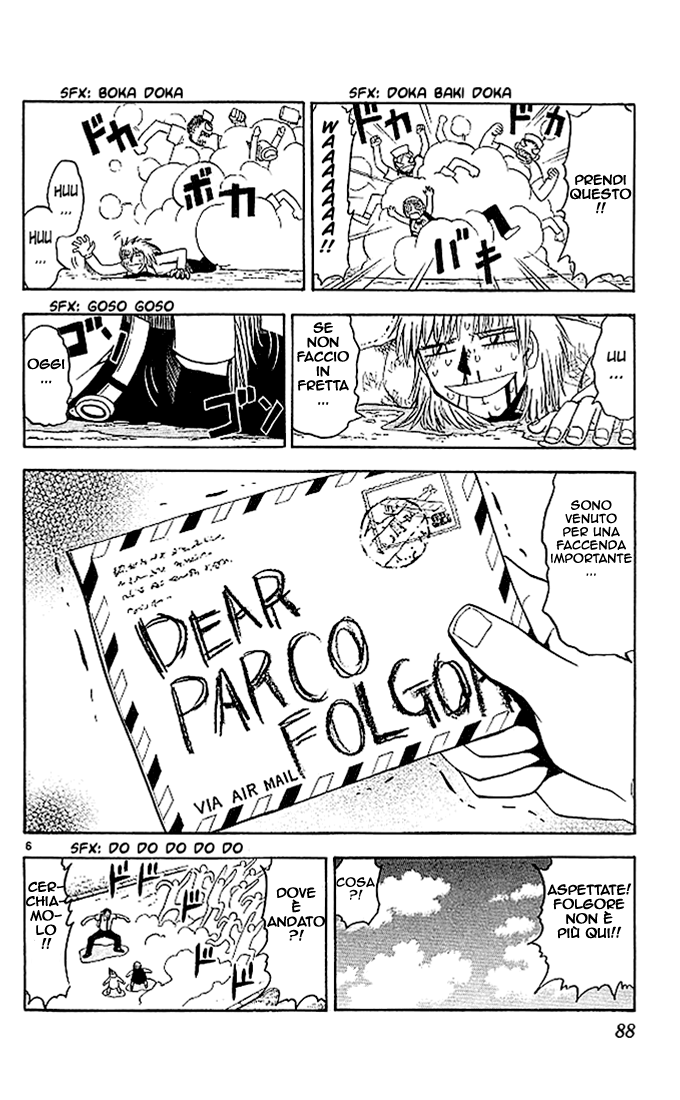 SFX: DOKA BAKI DOKA
ドカ
ドカ
バキ
WAAAAAAA!!
PRENDI
QUESTO
!!
SFX: BOKA DOKA
ドカ
ボカ
HUU
...
HUU
...
UU
...
SE
NON
FACCIO
IN
FRETTA
...
SFX: GOSO GOSO
ゴソ
ゴソ
OGGI
...
SONO
VENUTO
PER UNA
FACCENDA
IMPORTANTE
...
DEAR
PARCO
FOLGOR
VIA AIR MAIL
6
ASPETTATE!
FOLGORE
NON È
PIÙ QUI!!
COSA
?!
SFX: DO DO DO DO DO
ドド
ドド
ド
DOVE
È
ANDATO
?!
CER-
CHIA-
MO-
LO !!
88